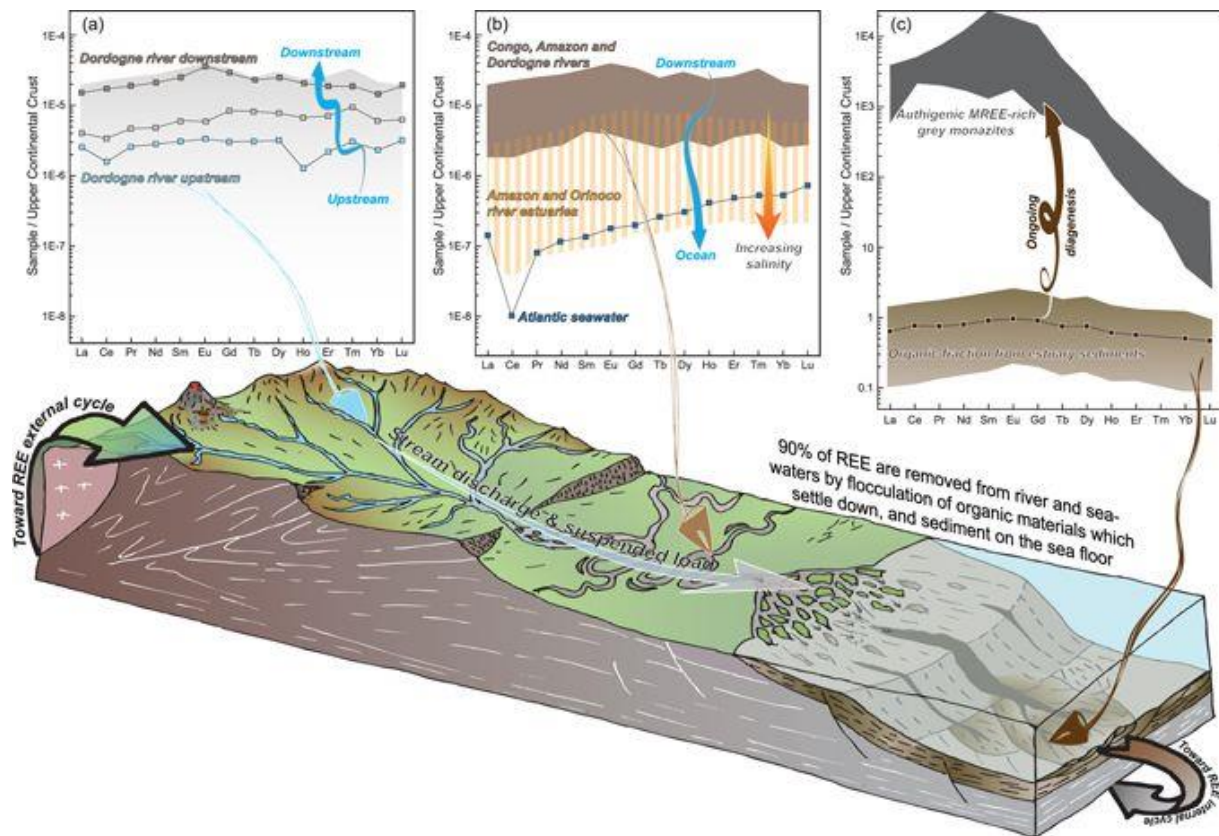 (a)
Sample / Upper Continental Crust
1E-4
1E-5
1E-6
1E-7
1E-8
Dordogne river downstream
Downstream
Dordogne river upstream
Upstream
La Ce Pr Nd Sm Eu Gd Tb Dy Ho Er Tm Yb Lu
(b)
Sample / Upper Continental Crust
1E-4
1E-5
1E-6
1E-7
1E-8
Congo, Amazon and
Dordogne rivers
Downstream
Amazon and Orinoco
river estuaries
Ocean
Increasing
salinity
Atlantic seawater
La Ce Pr Nd Sm Eu Gd Tb Dy Ho Er Tm Yb Lu
(c)
Sample / Upper Continental Crust
1E4
1E3
1E2
10
1
0.1
Authigenic MREE-rich
grey monazites
Ongoing
diagenesis
Organic fraction from estuary sediments
La Ce Pr Nd Sm Eu Gd Tb Dy Ho Er Tm Yb Lu
Toward REE external cycle
Stream discharge & suspended load
90% of REE are removed from river and sea-
waters by flocculation of organic materials which
settle down, and sediment on the sea floor
Toward REE
internal cycle